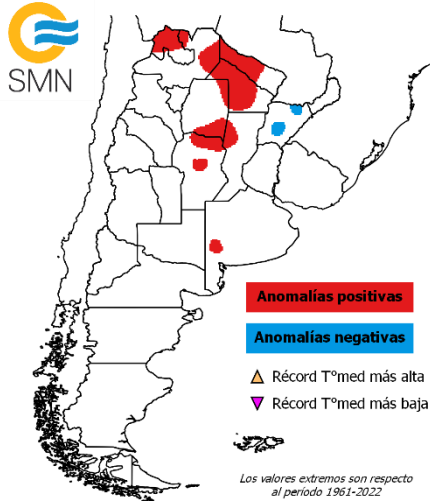 SMN
Anomalías positivas
Anomalías negativas
Récord T°med más alta
Récord T°med más baja
Los valores extremos son respecto
al período 1961-2022